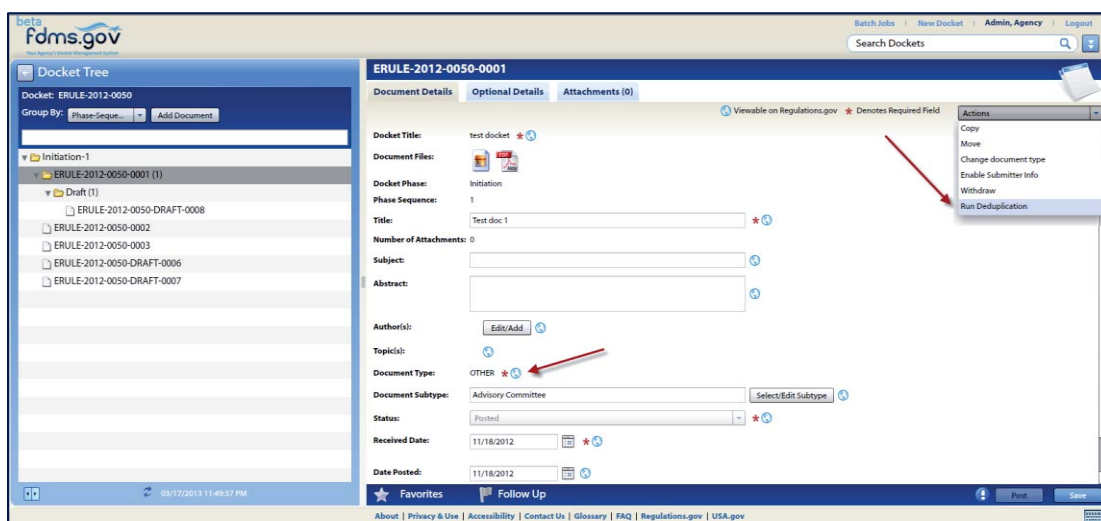 beta
fdms.gov
Your Agency's Docket Management System
Batch Jobs | New Docket | Admin, Agency | Logout
Search Dockets
Docket Tree
Docket: ERULE-2012-0050
Group By: Phase-Seque... Add Document
Initiation-1
ERULE-2012-0050-0001 (1)
Draft (1)
ERULE-2012-0050-DRAFT-0008
ERULE-2012-0050-0002
ERULE-2012-0050-0003
ERULE-2012-0050-DRAFT-0006
ERULE-2012-0050-DRAFT-0007
03/17/2013 11:49:37 PM
ERULE-2012-0050-0001
Document Details Optional Details Attachments (0)
Viewable on Regulations.gov * Denotes Required Field
Actions
Copy
Move
Change document type
Enable Submitter Info
Withdraw
Run Deduplication
Docket Title: test docket *
Document Files: PDF
Docket Phase: Initiation
Phase Sequence: 1
Title: Test doc 1 *
Number of Attachments: 0
Subject:
Abstract:
Author(s): Edit/Add
Topic(s):
Document Type: OTHER *
Document Subtype: Advisory Committee Select/Edit Subtype
Status: Posted *
Received Date: 11/18/2012 *
Date Posted: 11/18/2012
Favorites Follow Up Post Save
About | Privacy & Use | Accessibility | Contact Us | Glossary | FAQ | Regulations.gov | USA.gov